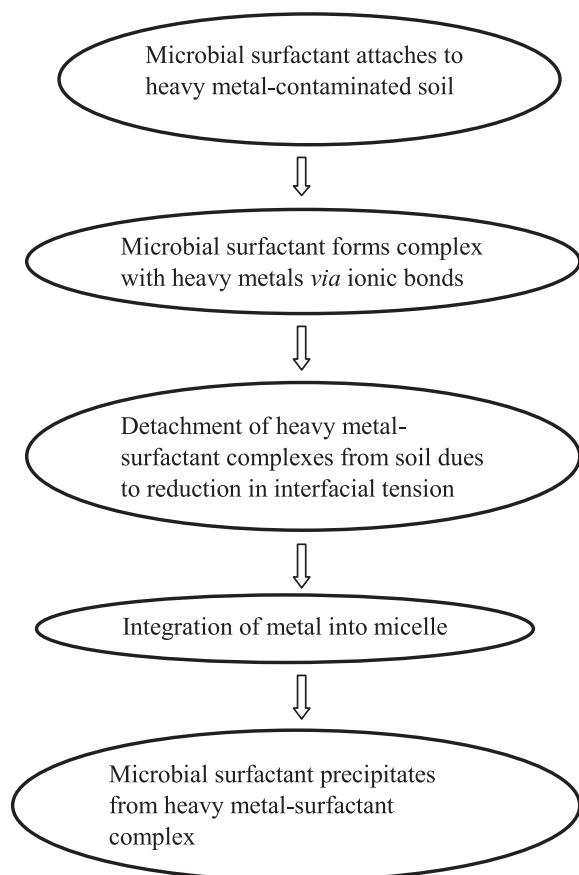 Microbial surfactant attaches to
heavy metal-contaminated soil
Microbial surfactant forms complex
with heavy metals via ionic bonds
Detachment of heavy metal-
surfactant complexes from soil dues
to reduction in interfacial tension
Integration of metal into micelle
Microbial surfactant precipitates
from heavy metal-surfactant
complex